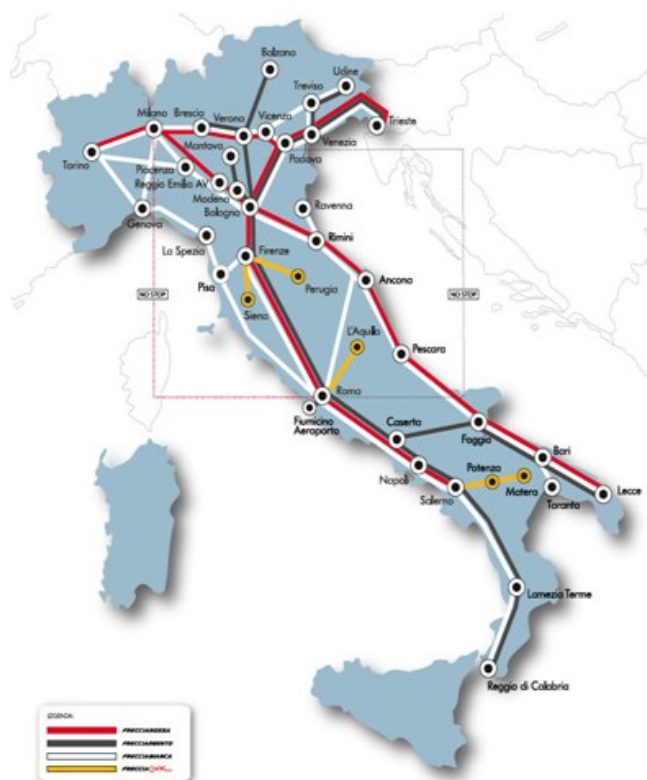 Bolzano
Udine
Treviso
Milano
Brescia
Verona
Vicenza
Trieste
Mantova
Padova
Venezia
Torino
Piacenza
Reggio Emilia AV
Modena
Ravenna
Bologna
Genova
Rimini
La Spezia
Firenze
Pisa
Perugia
Ancona
NO STOP
NO STOP
Siena
L'Aquila
Pescara
Roma
Fiumicino
Aeroporto
Caserta
Foggia
Bari
Napoli
Potenza
Salerno
Matera
Taranto
Lecce
Lamezia Terme
Reggio di Calabria
LEGENDA:
FRECCIAROSSA
FRECCIARGENTO
FRECCIABIANCA
FRECCIALink